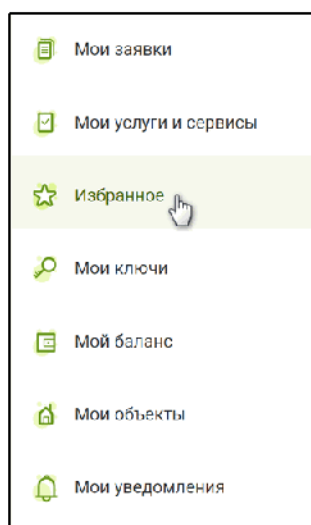 Мои заявки
Мои услуги и сервисы
Избранное
Мои ключи
Мой баланс
Мои объекты
Мои уведомления